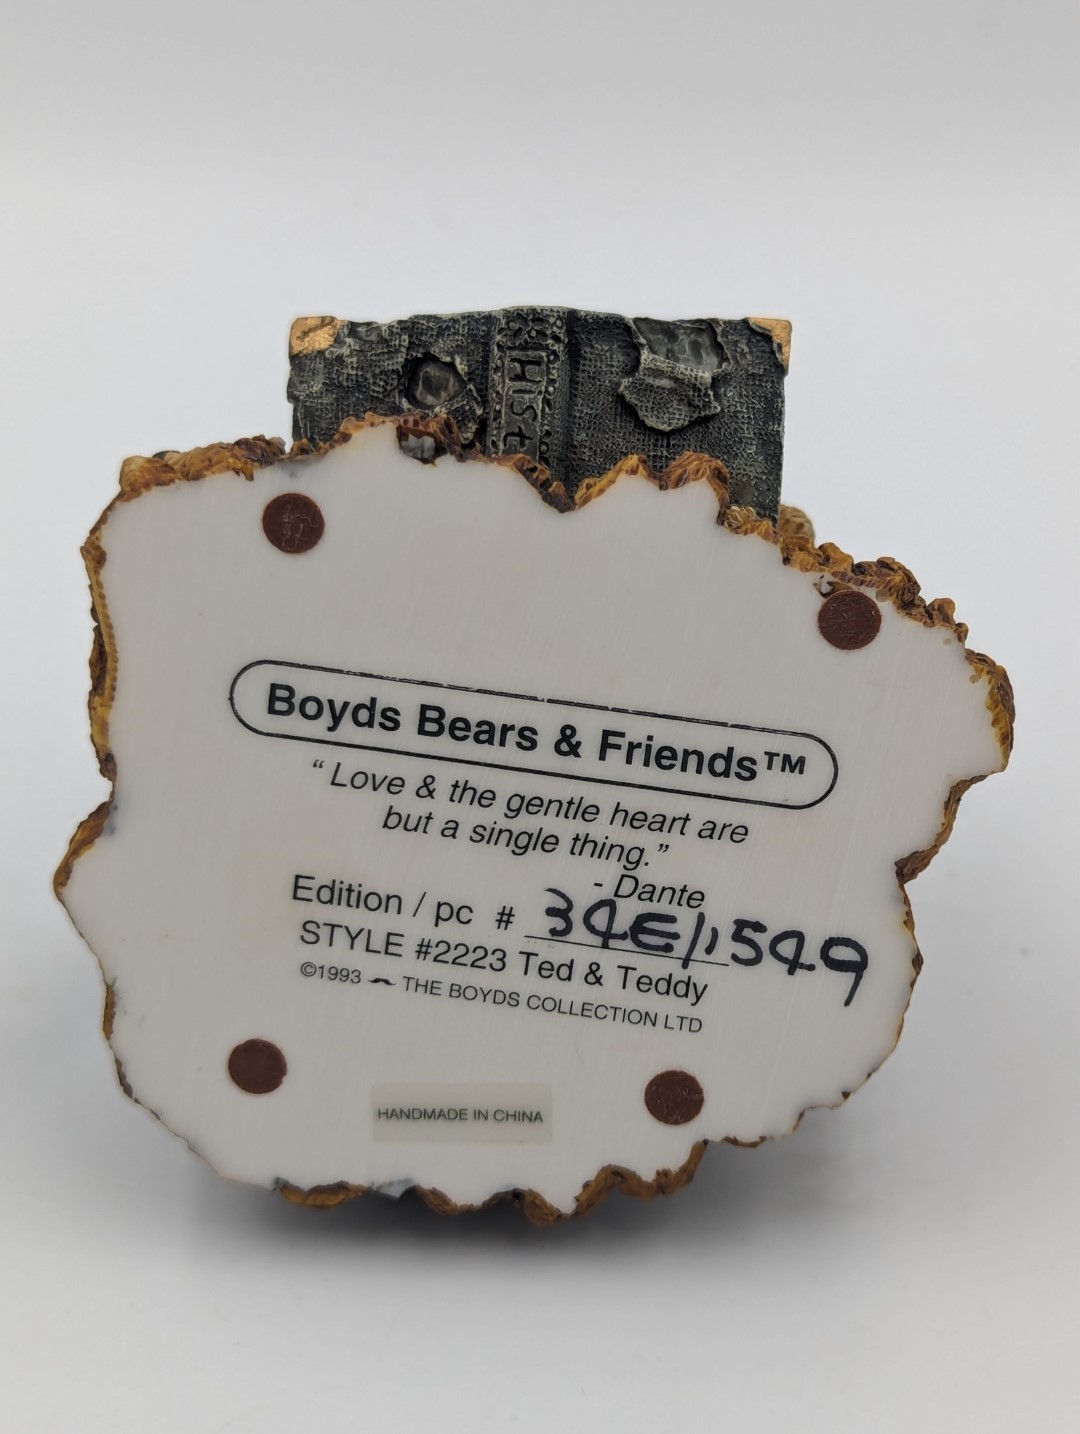 Hist
Boyds Bears & Friends™
“ Love & the gentle heart are
but a single thing.”
- Dante
Edition / pc # 34E/1549
STYLE #2223 Ted & Teddy
©1993 THE BOYDS COLLECTION LTD
HANDMADE IN CHINA